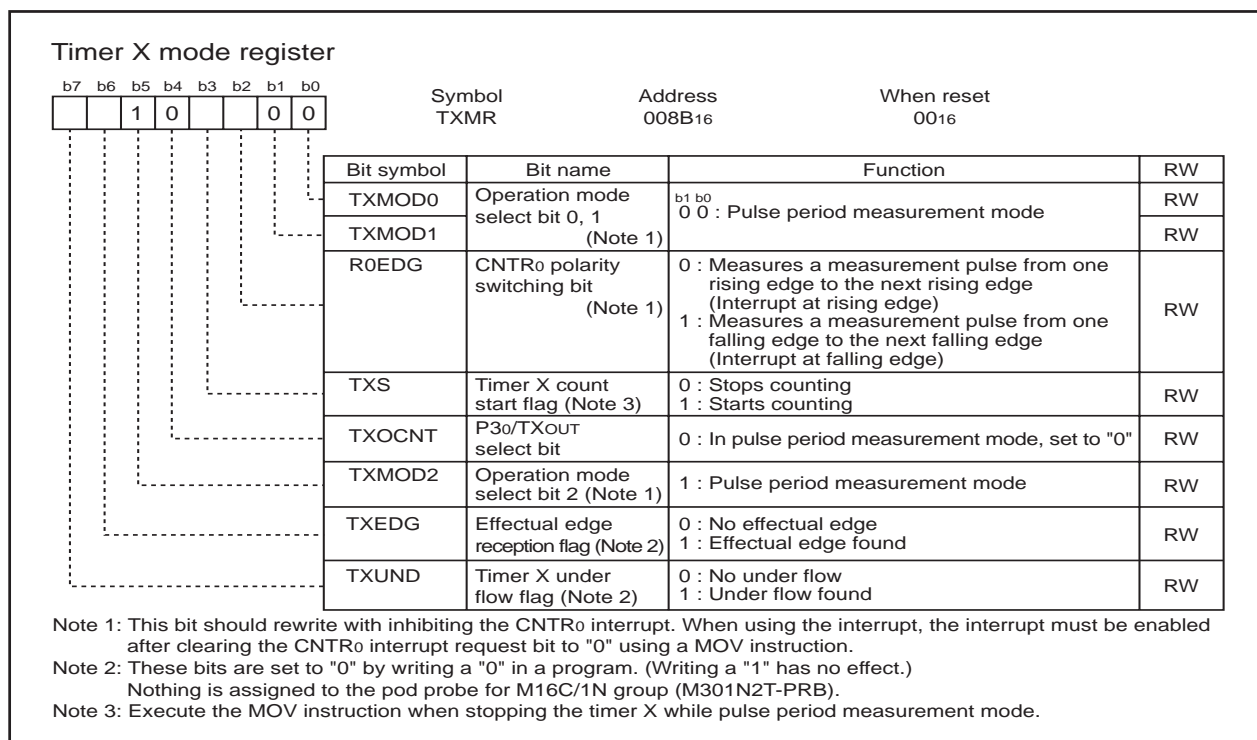 Timer X mode register
b7 b6 b5 b4 b3 b2 b1 b0
1 0 0 0
Symbol Address When reset
TXMR 008B16 0016
Bit symbol Bit name Function RW
TXMOD0 Operation mode select bit 0, 1 (Note 1) b1 b0 RW
0 0 : Pulse period measurement mode
TXMOD1 RW
R0EDG CNTR0 polarity switching bit (Note 1) 0 : Measures a measurement pulse from one
rising edge to the next rising edge
(Interrupt at rising edge)
1 : Measures a measurement pulse from one
falling edge to the next falling edge
(Interrupt at falling edge)
RW
TXS Timer X count start flag (Note 3) 0 : Stops counting
1 : Starts counting
RW
TXOCNT P30/TXOUT select bit 0 : In pulse period measurement mode, set to "0" RW
TXMOD2 Operation mode select bit 2 (Note 1) 1 : Pulse period measurement mode RW
TXEDG Effectual edge reception flag (Note 2) 0 : No effectual edge
1 : Effectual edge found
RW
TXUND Timer X under flow flag (Note 2) 0 : No under flow
1 : Under flow found
RW
Note 1: This bit should rewrite with inhibiting the CNTR0 interrupt. When using the interrupt, the interrupt must be enabled
after clearing the CNTR0 interrupt request bit to "0" using a MOV instruction.
Note 2: These bits are set to "0" by writing a "0" in a program. (Writing a "1" has no effect.)
Nothing is assigned to the pod probe for M16C/1N group (M301N2T-PRB).
Note 3: Execute the MOV instruction when stopping the timer X while pulse period measurement mode.